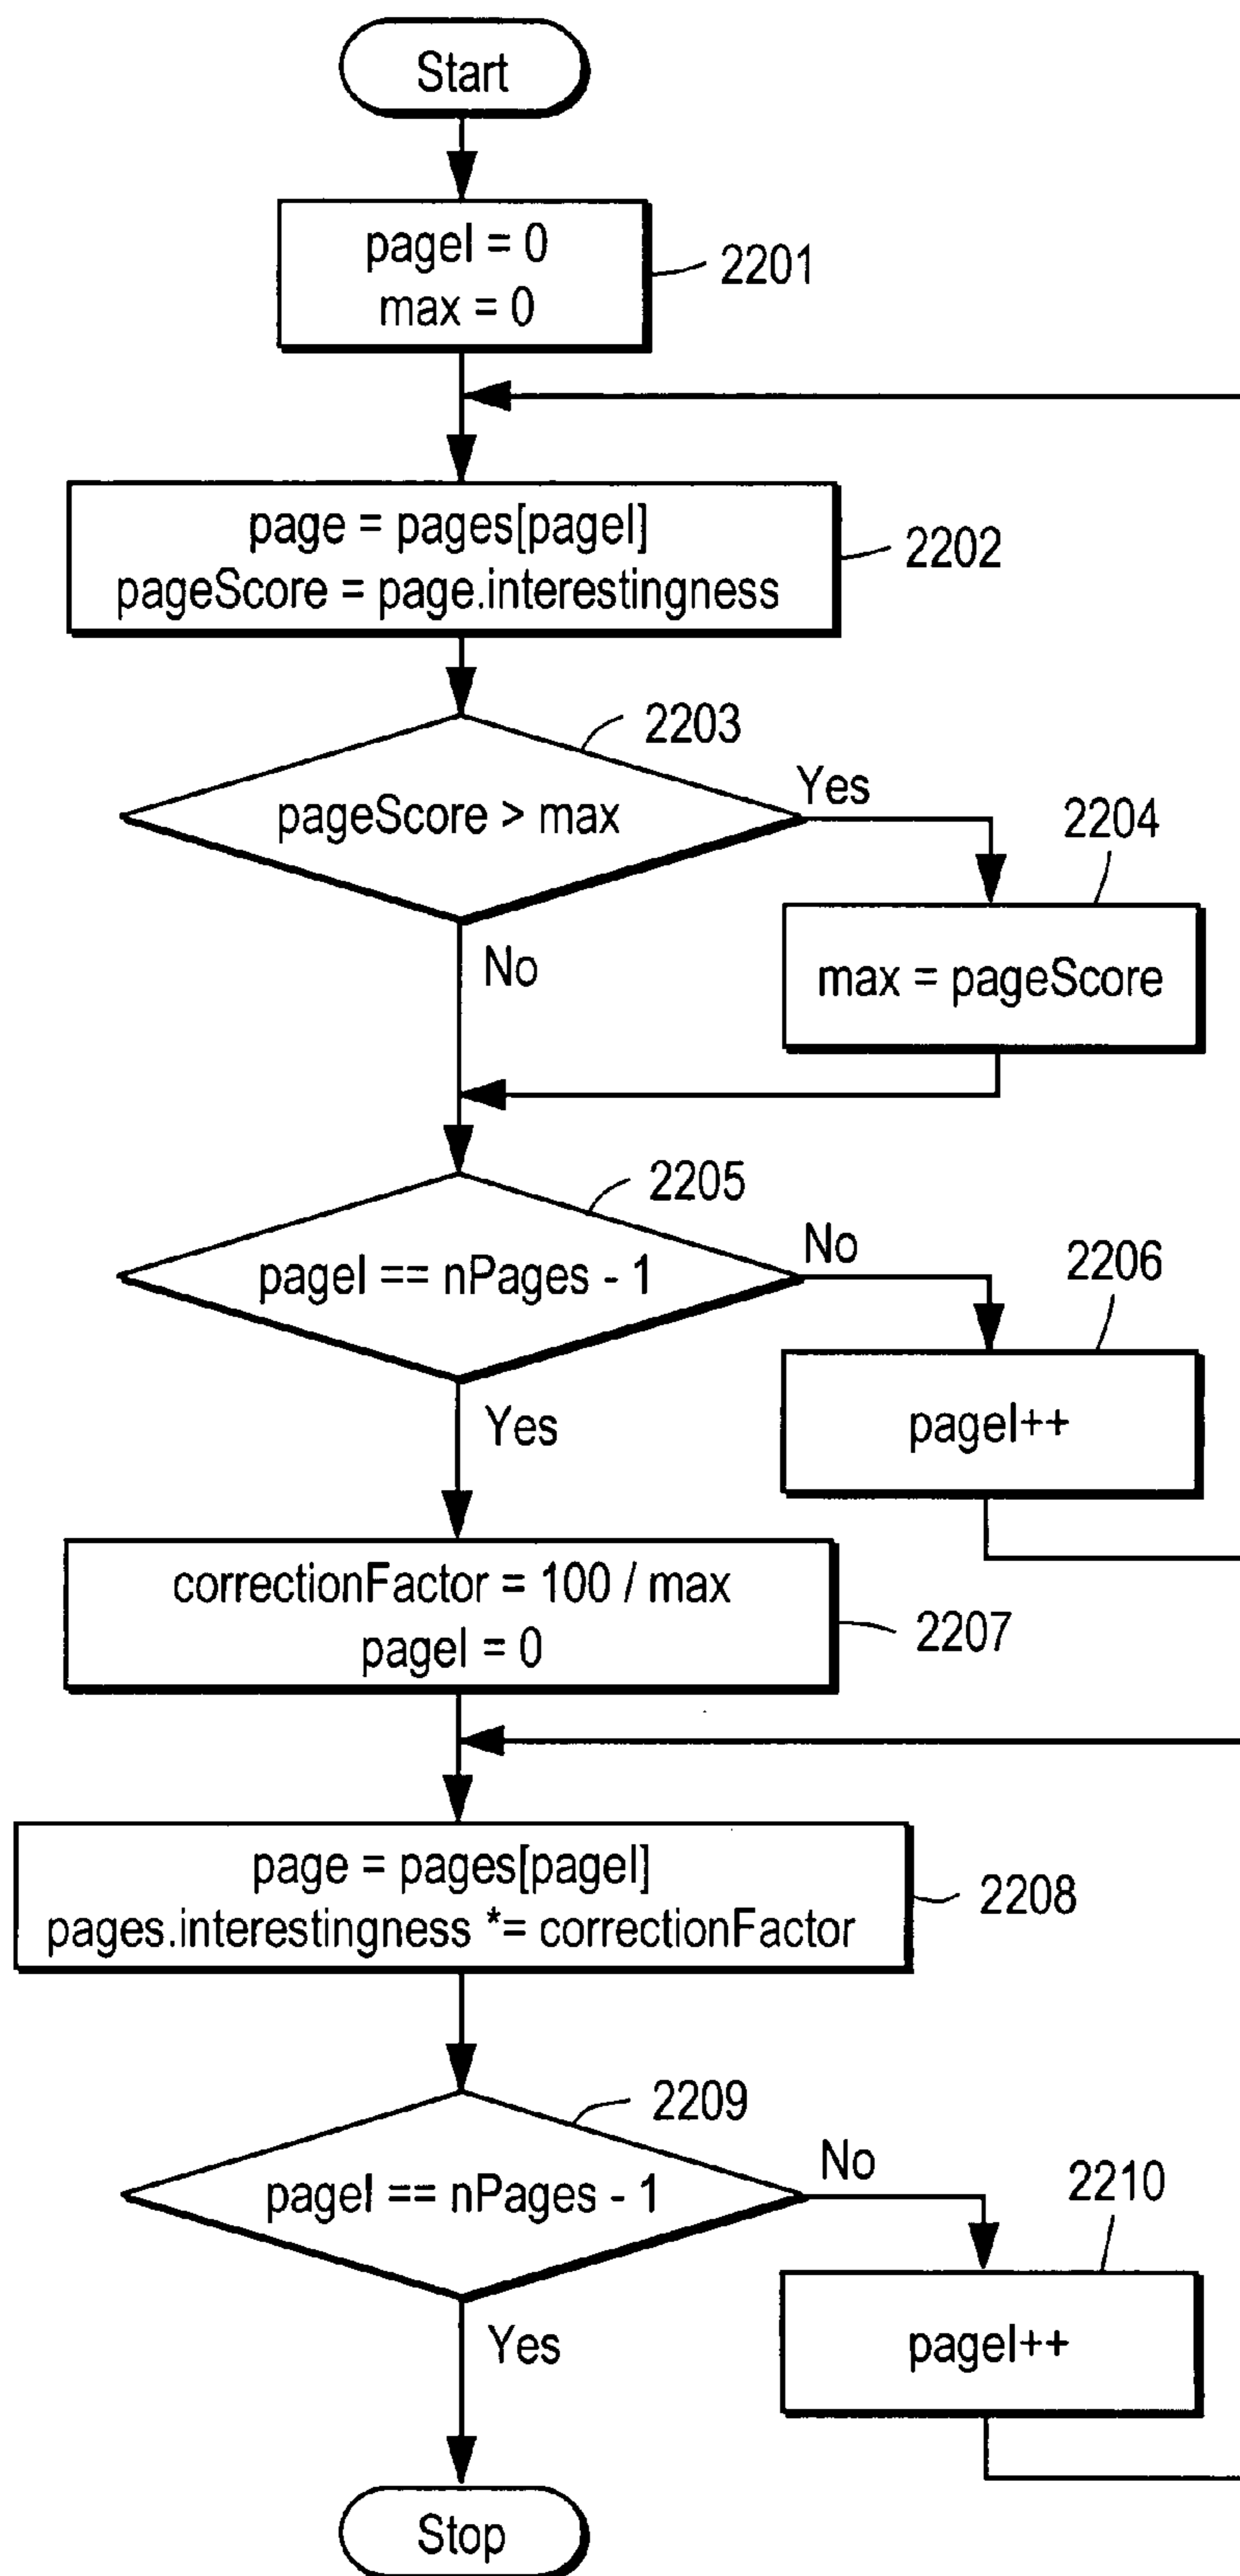 Start
pageI = 0
max = 0
2201
page = pages[pageI]
pageScore = page.interestingness
2202
2203
pageScore > max
Yes
2204
No
max = pageScore
2205
pageI == nPages - 1
No
2206
Yes
pageI++
correctionFactor = 100 / max
pageI = 0
2207
page = pages[pageI]
pages.interestingness *= correctionFactor
2208
2209
pageI == nPages - 1
No
2210
Yes
pageI++
Stop